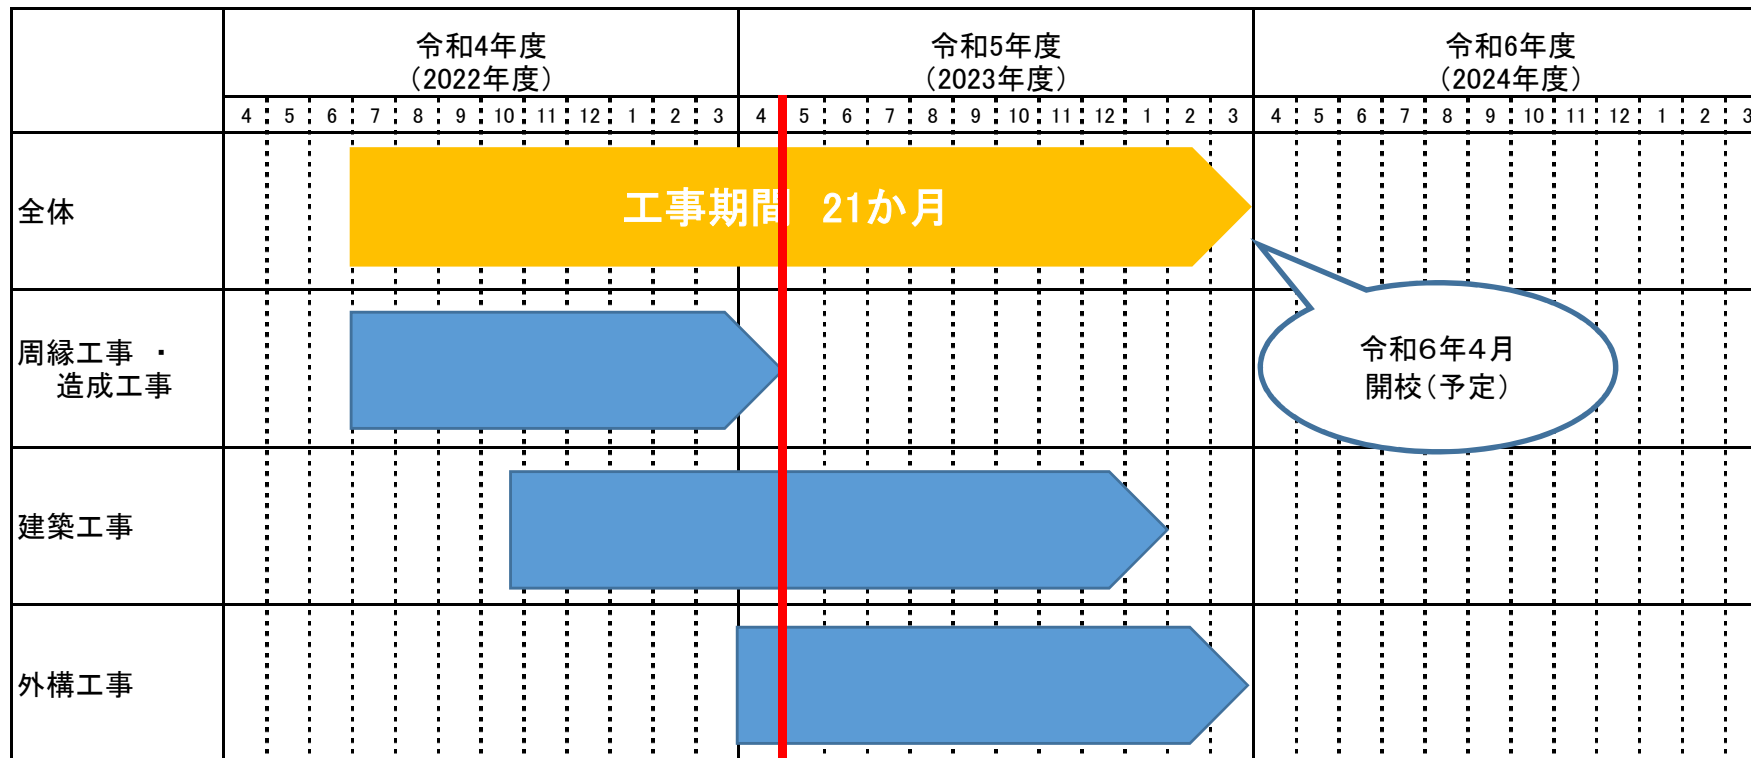 令和4年度
（2022年度）
令和5年度
（2023年度）
令和6年度
（2024年度）
4 5 6 7 8 9 10 11 12 1 2 3 4 5 6 7 8 9 10 11 12 1 2 3 4 5 6 7 8 9 10 11 12 1 2 3
全体
工事期間 21か月
令和６年４月
開校（予定）
周縁工事 ・
造成工事
建築工事
外構工事